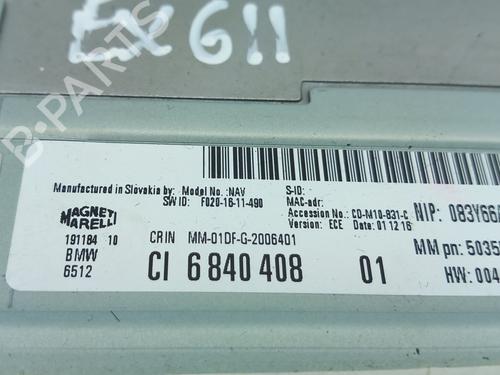 Ex 611
B-PARTS
Manufactured in Slovakia by: Model No.: NAV S-ID: -
SW ID: F020-16-11-490 MAC-adr:
Accession No.: CD-M10-831-C
Version: ECE Date: 01 12 16
NIP: 083Y66
MAGNETI MARELLI
191184 10 CRIN MM-01DF-G-2006401 MM pn: 5035
BMW
6512 CI 6 840 408 01 HW: 004